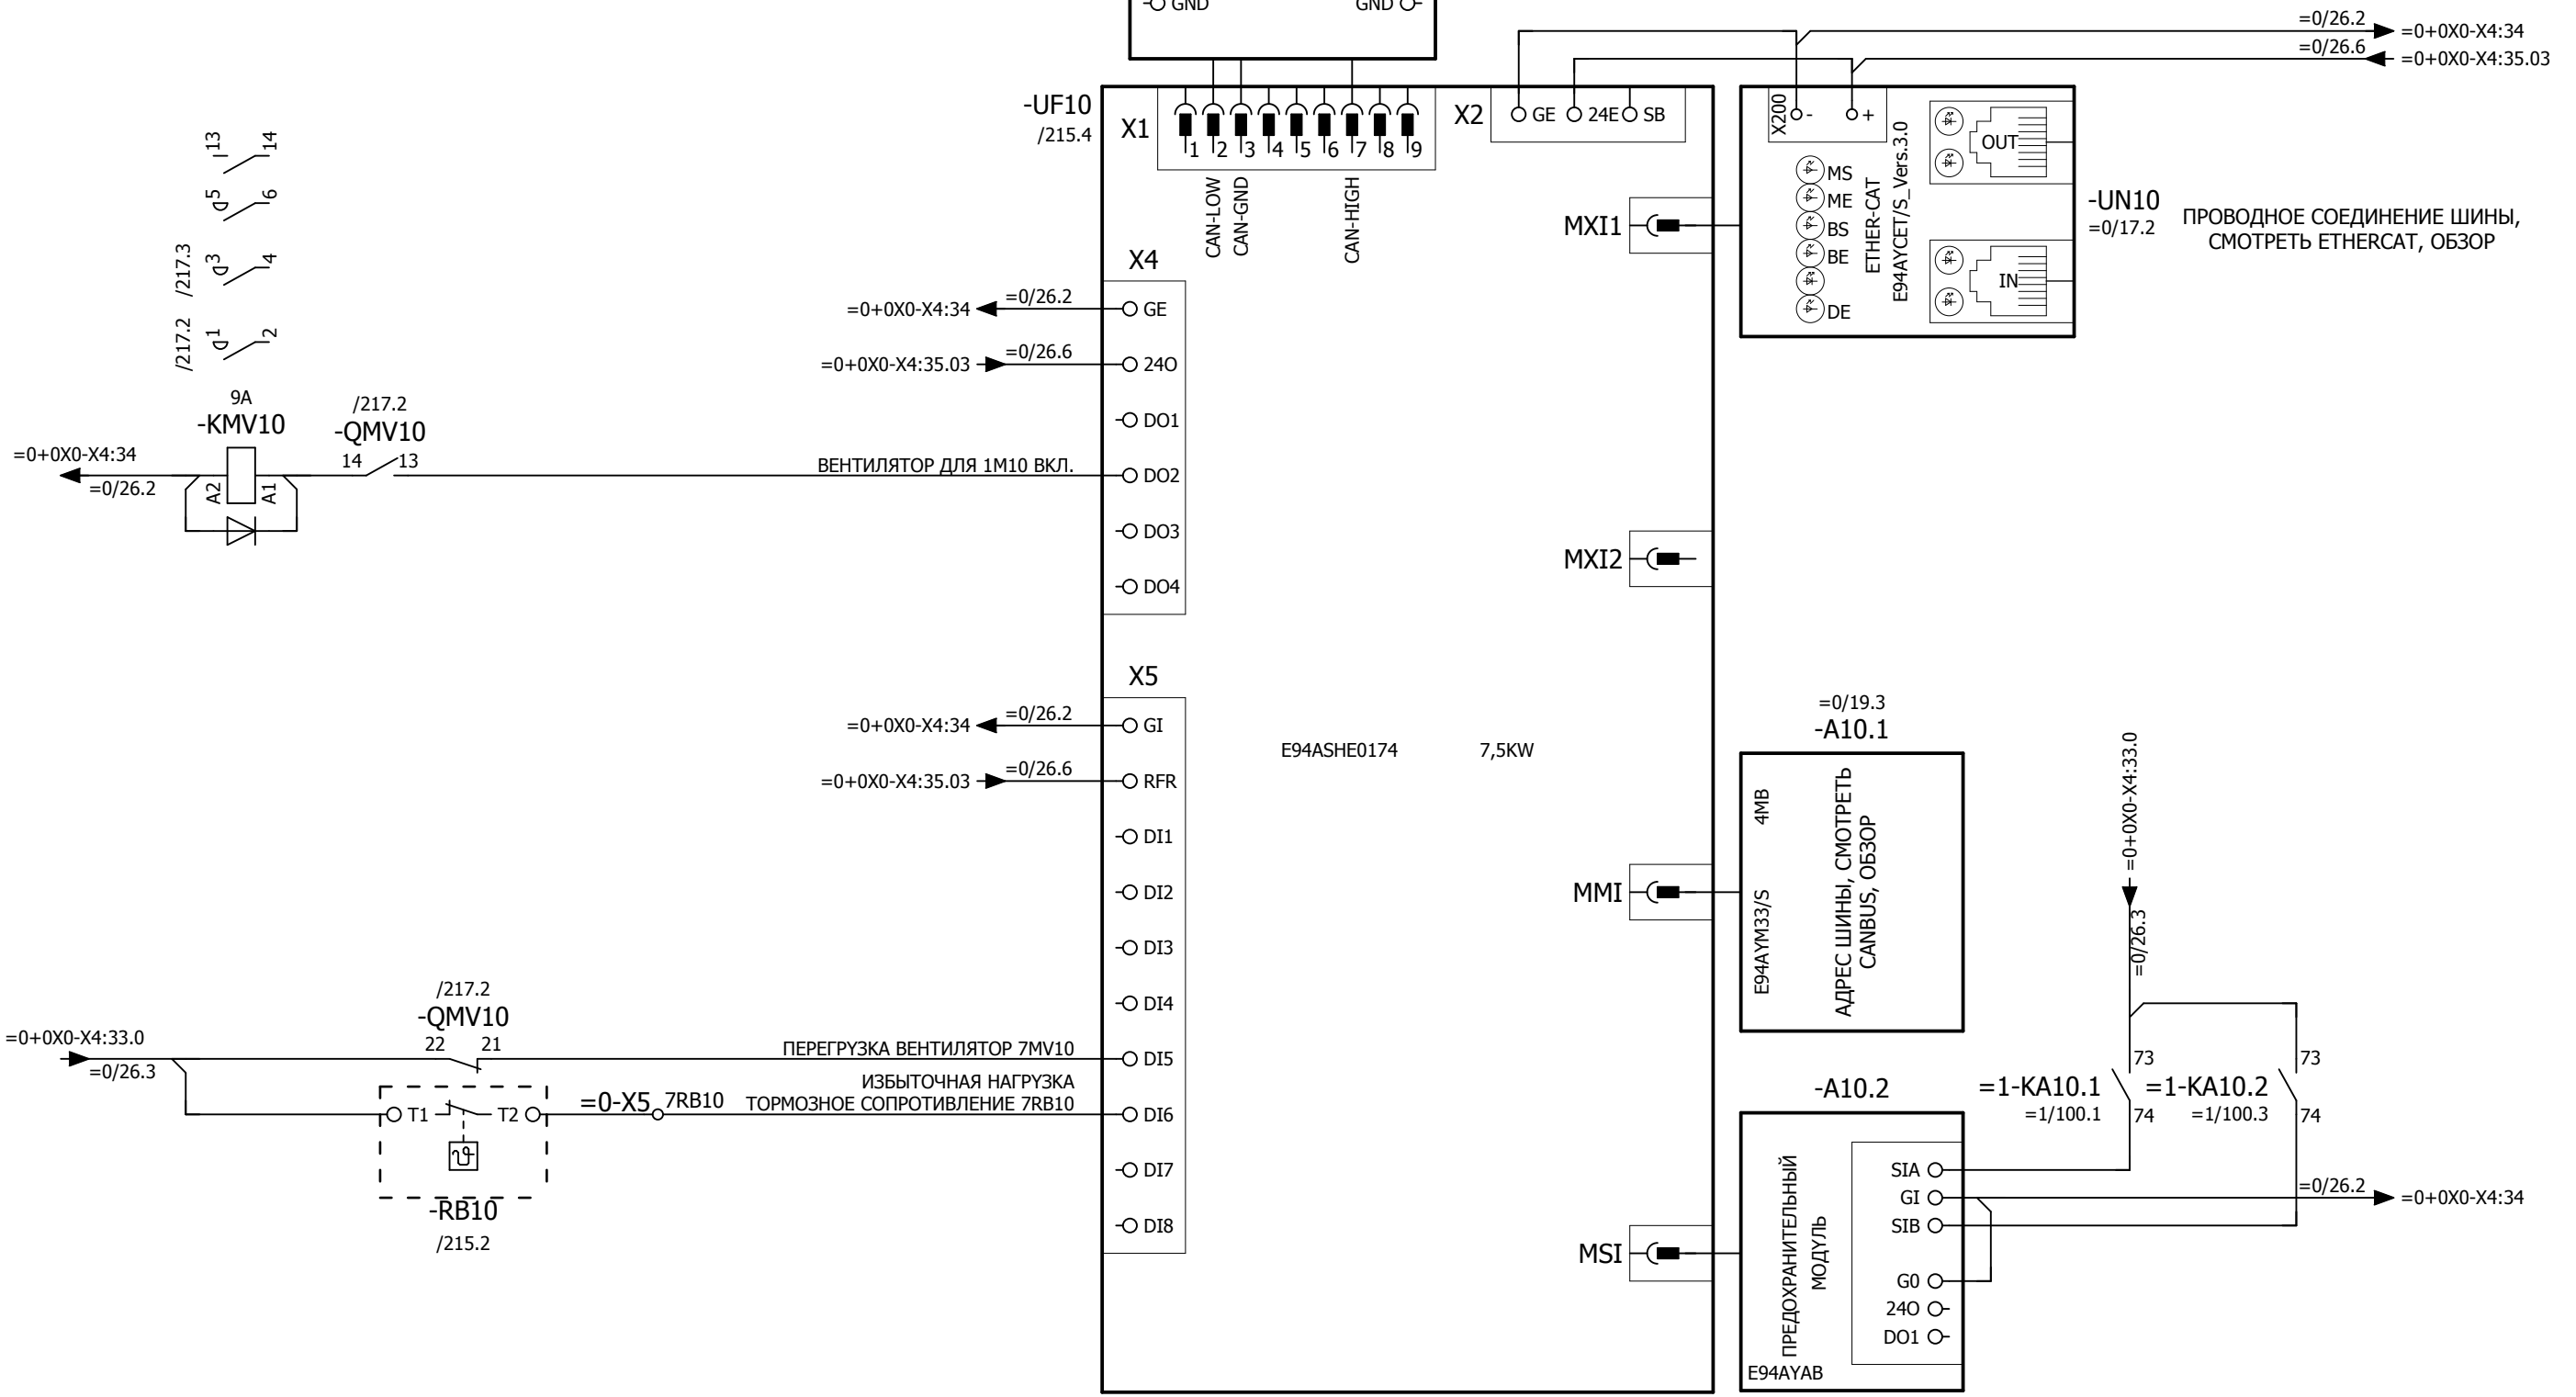 GND
GND
=0/26.2
=0+0X0-X4:34
=0/26.6
=0+0X0-X4:35.03
-UF10
/215.4
X1
1
2
3
4
5
6
7
8
9
CAN-LOW
CAN-GND
CAN-HIGH
X2
GE
24E
SB
X200
-
+
MS
ME
BS
BE
DE
ETHER-CAT
E94AYCET/S_Vers.3.0
OUT
IN
-UN10
=0/17.2
ПРОВОДНОЕ СОЕДИНЕНИЕ ШИНЫ,
СМОТРЕТЬ ETHERCAT, ОБЗОР
MXI1
13
14
5
6
/217.3
3
4
/217.2
1
2
9A
-KMV10
/217.2
-QMV10
14
13
=0+0X0-X4:34
=0/26.2
A2
A1
X4
=0+0X0-X4:34
=0/26.2
GE
=0+0X0-X4:35.03
=0/26.6
24O
DO1
ВЕНТИЛЯТОР ДЛЯ 1M10 ВКЛ.
DO2
DO3
DO4
MXI2
X5
=0+0X0-X4:34
=0/26.2
GI
=0+0X0-X4:35.03
=0/26.6
RFR
DI1
DI2
DI3
DI4
DI5
DI6
DI7
DI8
E94ASHE0174
7,5KW
=0/19.3
-A10.1
MMI
E94AYM33/S
4MB
АДРЕС ШИНЫ, СМОТРЕТЬ
CANBUS, ОБЗОР
=0+0X0-X4:33.0
=0/26.3
/217.2
-QMV10
22
21
=0+0X0-X4:33.0
=0/26.3
ПЕРЕГРУЗКА ВЕНТИЛЯТОР 7MV10
ИЗБЫТОЧНАЯ НАГРУЗКА
ТОРМОЗНОЕ СОПРОТИВЛЕНИЕ 7RB10
T1
T2
=0-X5
7RB10
-RB10
/215.2
-A10.2
MSI
ПРЕДОХРАНИТЕЛЬНЫЙ
МОДУЛЬ
E94AYAB
SIA
GI
SIB
G0
24O
DO1
73
=1-KA10.1
=1/100.1
74
73
=1-KA10.2
=1/100.3
74
=0/26.2
=0+0X0-X4:34